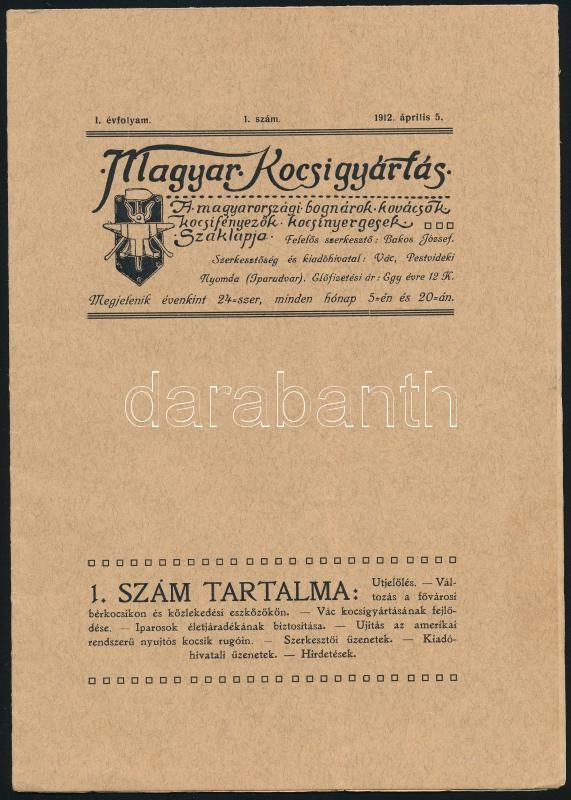 1. évfolyam. 1. szám. 1912. április 5.
·Magyar·Kocsigyártás·
A·magyarországi·bognárok·kovácsok
kocsifényezők·kocsinyergesek
·Szaklapja· Felelős szerkesztő: Bakos József.
Szerkesztőség és kiadóhivatal: Vác, Pestvidéki
Nyomda (Iparudvar). Előfizetési ár: Egy évre 12 K.
Megjelenik évenkint 24-szer, minden hónap 5-én és 20-án.
darabanth
1. SZÁM TARTALMA: Utjelőlés. — Vál-
tozás a fővárosi
bérkocsikon és közlekedési eszközökön. — Vác kocsigyártásának fejlő-
dése. — Iparosok életjáradékának biztositása. — Ujitás az amerikai
rendszerű nyujtós kocsik rugóin. — Szerkesztői üzenetek. — Kiadó-
hivatali üzenetek. — Hirdetések.